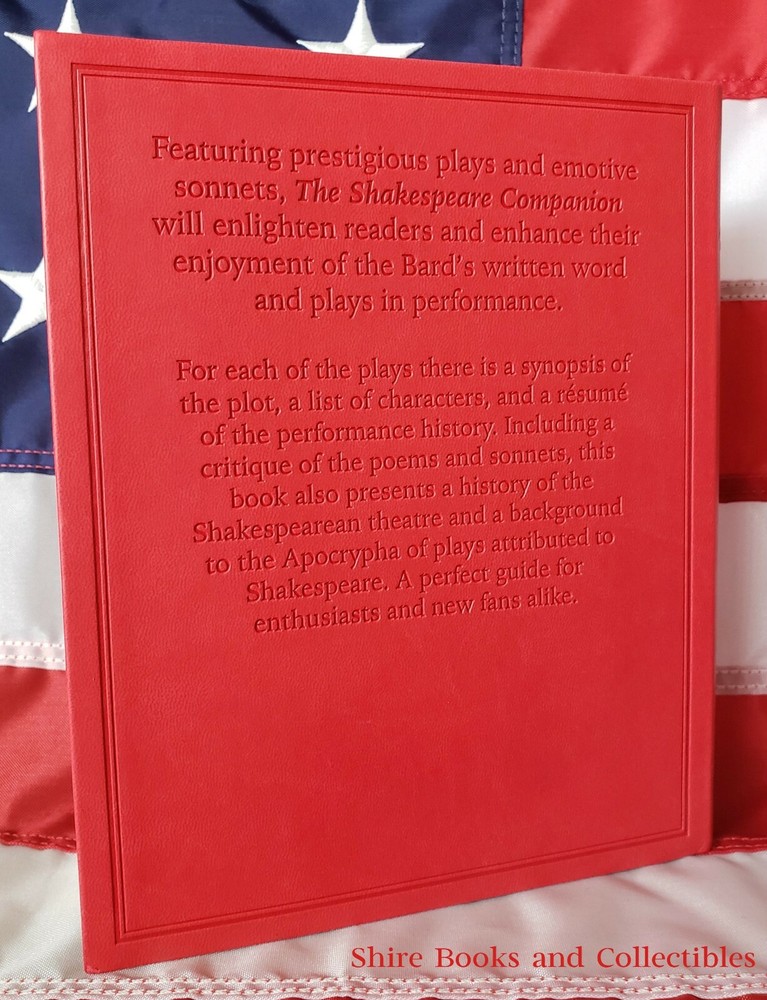 Featuring prestigious plays and emotive
sonnets, The Shakespeare Companion
will enlighten readers and enhance their
enjoyment of the Bard's written word
and plays in performance.
For each of the plays there is a synopsis of
the plot, a list of characters, and a résumé
of the performance history. Including a
critique of the poems and sonnets, this
book also presents a history of the
Shakespearean theatre and a background
to the Apocrypha of plays attributed to
Shakespeare. A perfect guide for
enthusiasts and new fans alike.
Shire Books and Collectibles